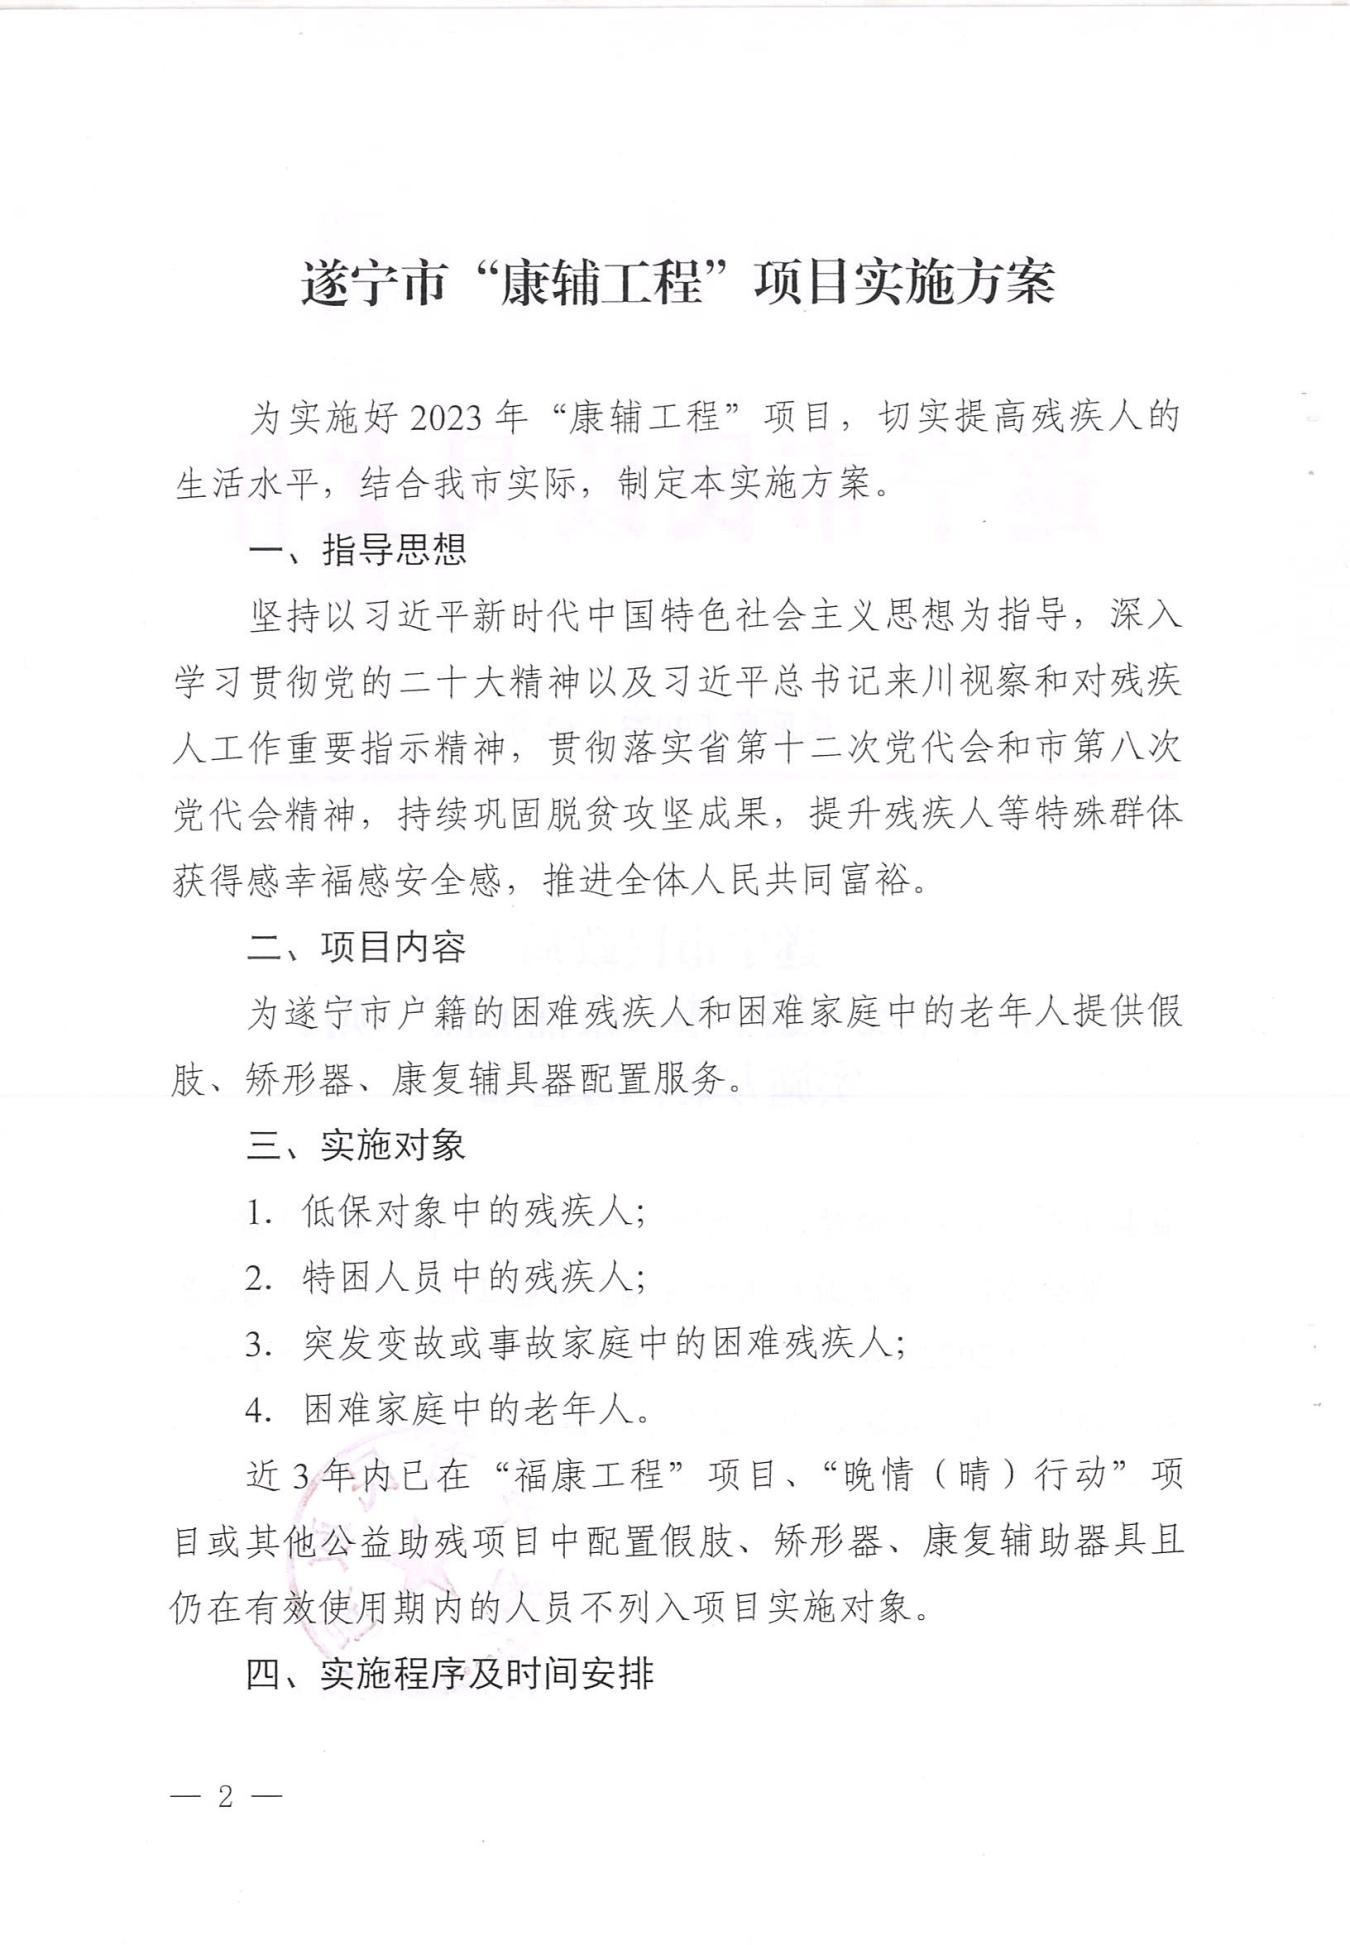 遂宁市“康辅工程”项目实施方案
为实施好2023年“康辅工程”项目，切实提高残疾人的
生活水平，结合我市实际，制定本实施方案。
一、指导思想
坚持以习近平新时代中国特色社会主义思想为指导，深入
学习贯彻党的二十大精神以及习近平总书记来川视察和对残疾
人工作重要指示精神，贯彻落实省第十二次党代会和市第八次
党代会精神，持续巩固脱贫攻坚成果，提升残疾人等特殊群体
获得感幸福感安全感，推进全体人民共同富裕。
二、项目内容
为遂宁市户籍的困难残疾人和困难家庭中的老年人提供假
肢、矫形器、康复辅具器配置服务。
三、实施对象
1. 低保对象中的残疾人；
2. 特困人员中的残疾人；
3. 突发变故或事故家庭中的困难残疾人；
4. 困难家庭中的老年人。
近3年内已在“福康工程”项目、“晚情（晴）行动”项
目或其他公益助残项目中配置假肢、矫形器、康复辅助器具且
仍在有效使用期内的人员不列入项目实施对象。
四、实施程序及时间安排
— 2 —